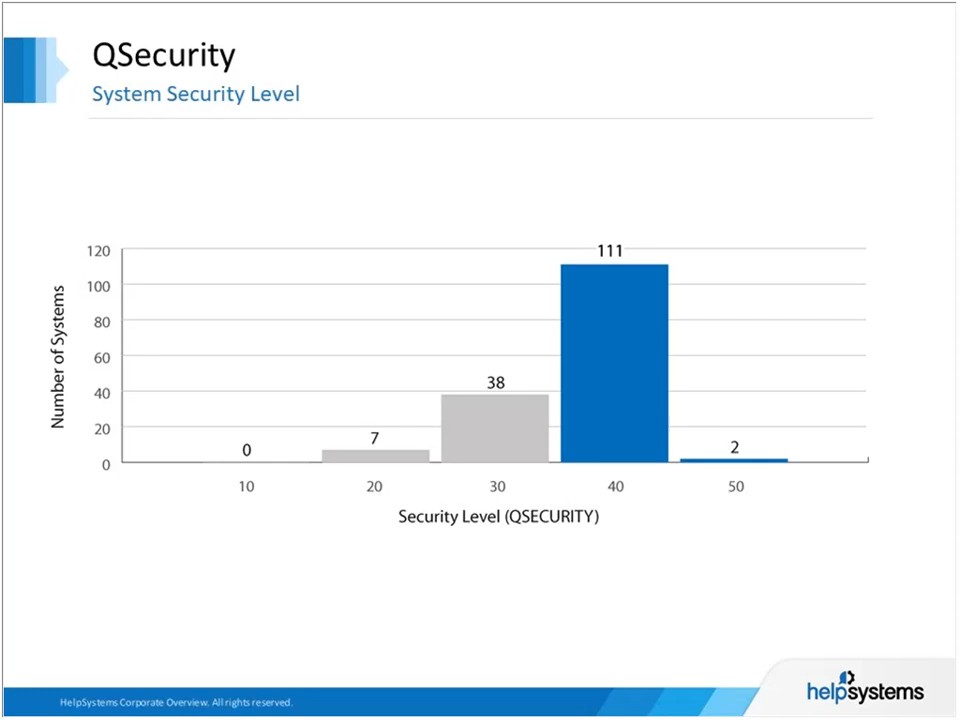 QSecurity
System Security Level
120
100
80
60
40
20
0
Number of Systems
0
7
38
111
2
10 20 30 40 50
Security Level (QSECURITY)
HelpSystems Corporate Overview. All rights reserved.
helpsystems